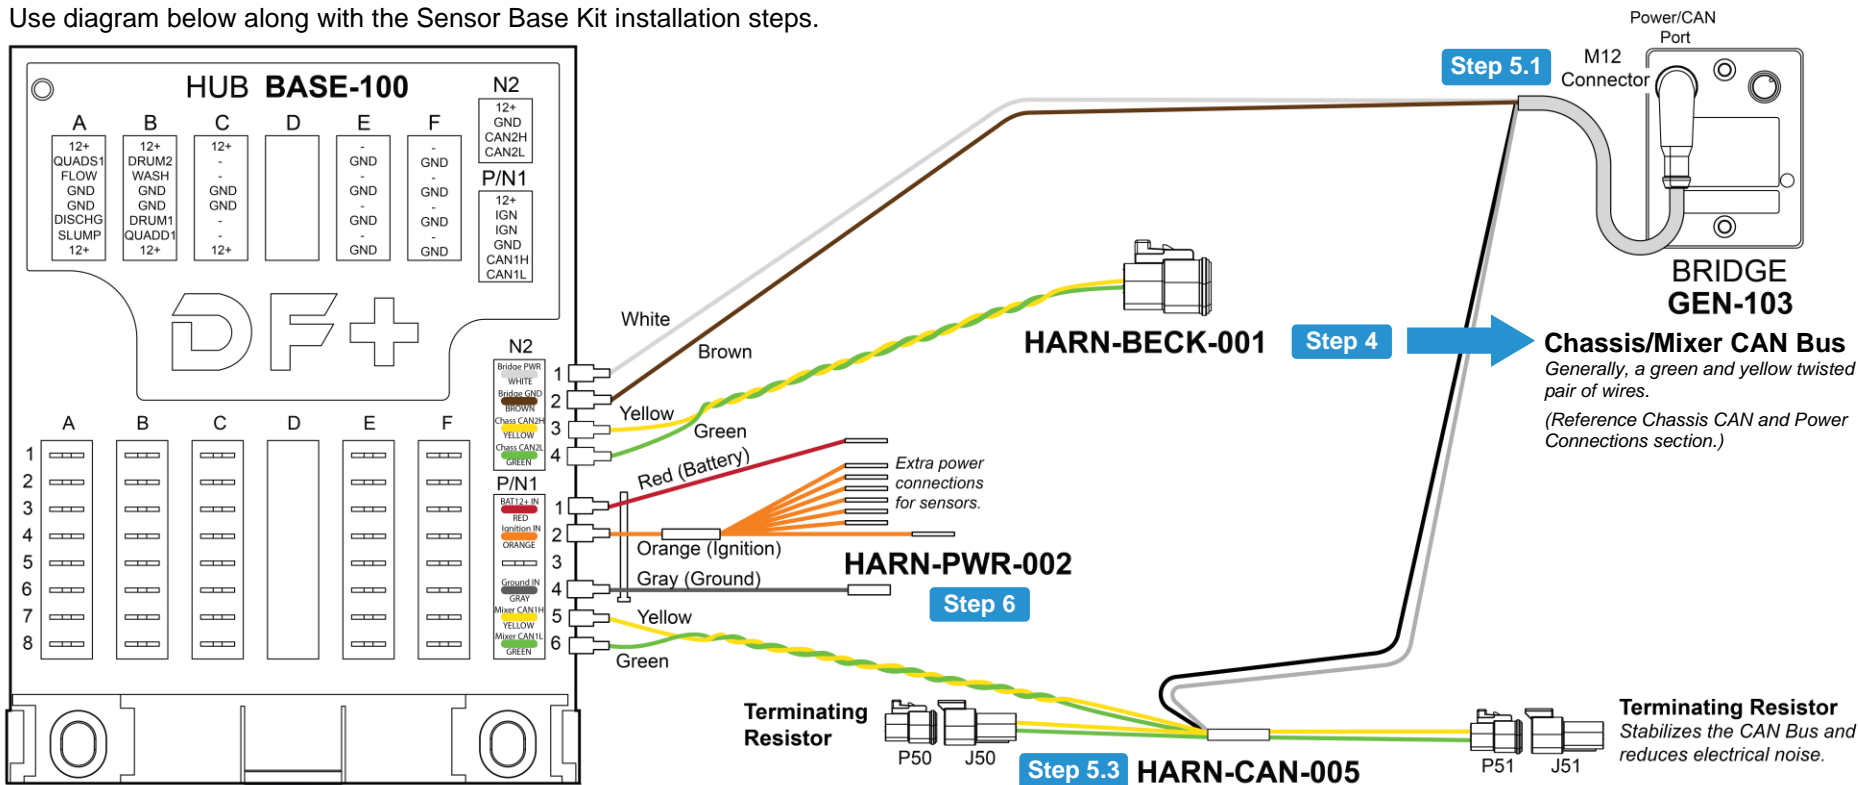 Use diagram below along with the Sensor Base Kit installation steps.
HUB BASE-100
N2
12+
GND
CAN2H
CAN2L
P/N1
12+
IGN
IGN
GND
CAN1H
CAN1L
A B C D E F
12+
QUADS1
FLOW
GND
GND
DISCHG
SLUMP
12+
12+
DRUM2
WASH
GND
GND
DRUM1
QUADD1
12+
12+
-
-
GND
GND
-
-
12+
-
GND
-
GND
-
GND
-
GND
-
GND
-
GND
-
GND
-
GND
DF+
N2
Bridge PWR
WHITE
1
Bridge GND
BROWN
2
Chass CAN2H
YELLOW
3
Chass CAN2L
GREEN
4
P/N1
BAT12+ IN
RED
1
Ignition IN
ORANGE
2
3
Ground IN
GRAY
4
Mixer CAN1H
YELLOW
5
Mixer CAN1L
GREEN
6
A B C D E F
1
2
3
4
5
6
7
8
White
Brown
Yellow
Green
Red (Battery)
Extra power
connections
for sensors.
Orange (Ignition)
HARN-PWR-002
Gray (Ground)
Step 6
Yellow
Green
HARN-BECK-001
Step 4
Step 5.1
Power/CAN
Port
M12
Connector
BRIDGE
GEN-103
Chassis/Mixer CAN Bus
Generally, a green and yellow twisted
pair of wires.
(Reference Chassis CAN and Power
Connections section.)
Terminating
Resistor
P50
J50
Step 5.3
HARN-CAN-005
P51
J51
Terminating Resistor
Stabilizes the CAN Bus and
reduces electrical noise.